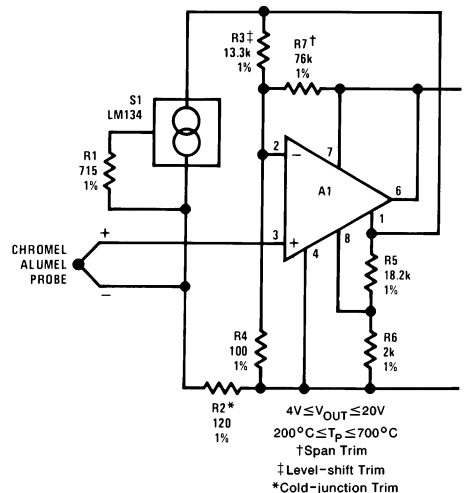 R3‡
13.3k
1%
R7†
76k
1%
S1
LM134
R1
715
1%
2
−
7
A1
6
1
3
+
4
8
+
CHROMEL
ALUMEL
PROBE
−
R5
18.2k
1%
R4
100
1%
R6
2k
1%
R2*
120
1%
4V≤VOUT≤20V
200°C≤TP≤700°C
†Span Trim
‡Level-shift Trim
*Cold-junction Trim